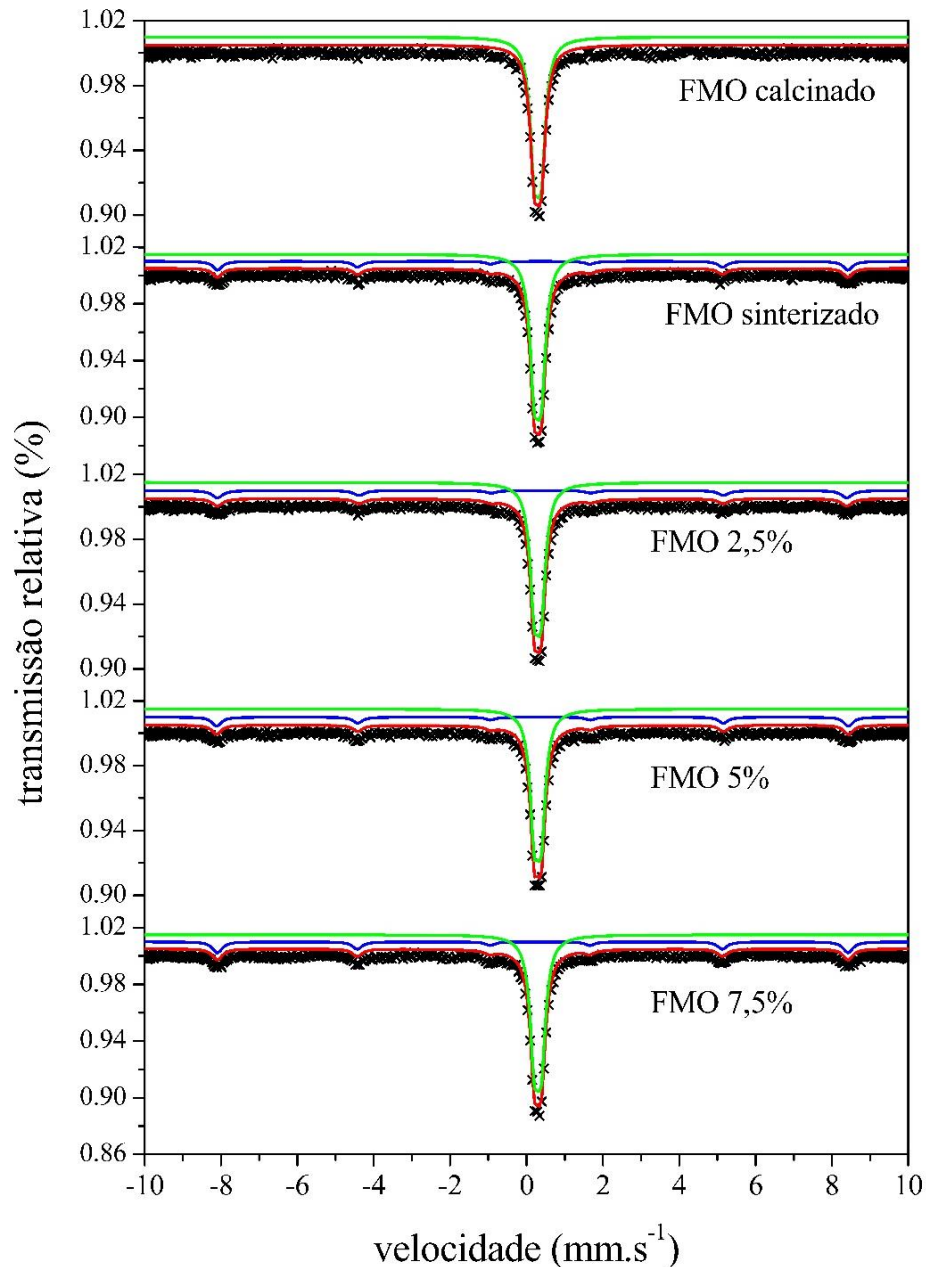 transmissão relativa (%)
1.02
0.98
0.94
0.90
FMO calcinado
1.02
0.98
0.94
0.90
FMO sinterizado
1.02
0.98
0.94
0.90
FMO 2,5%
1.02
0.98
0.94
0.90
FMO 5%
1.02
0.98
0.94
0.90
0.86
FMO 7,5%
-10 -8 -6 -4 -2 0 2 4 6 8 10
velocidade (mm.s⁻¹)